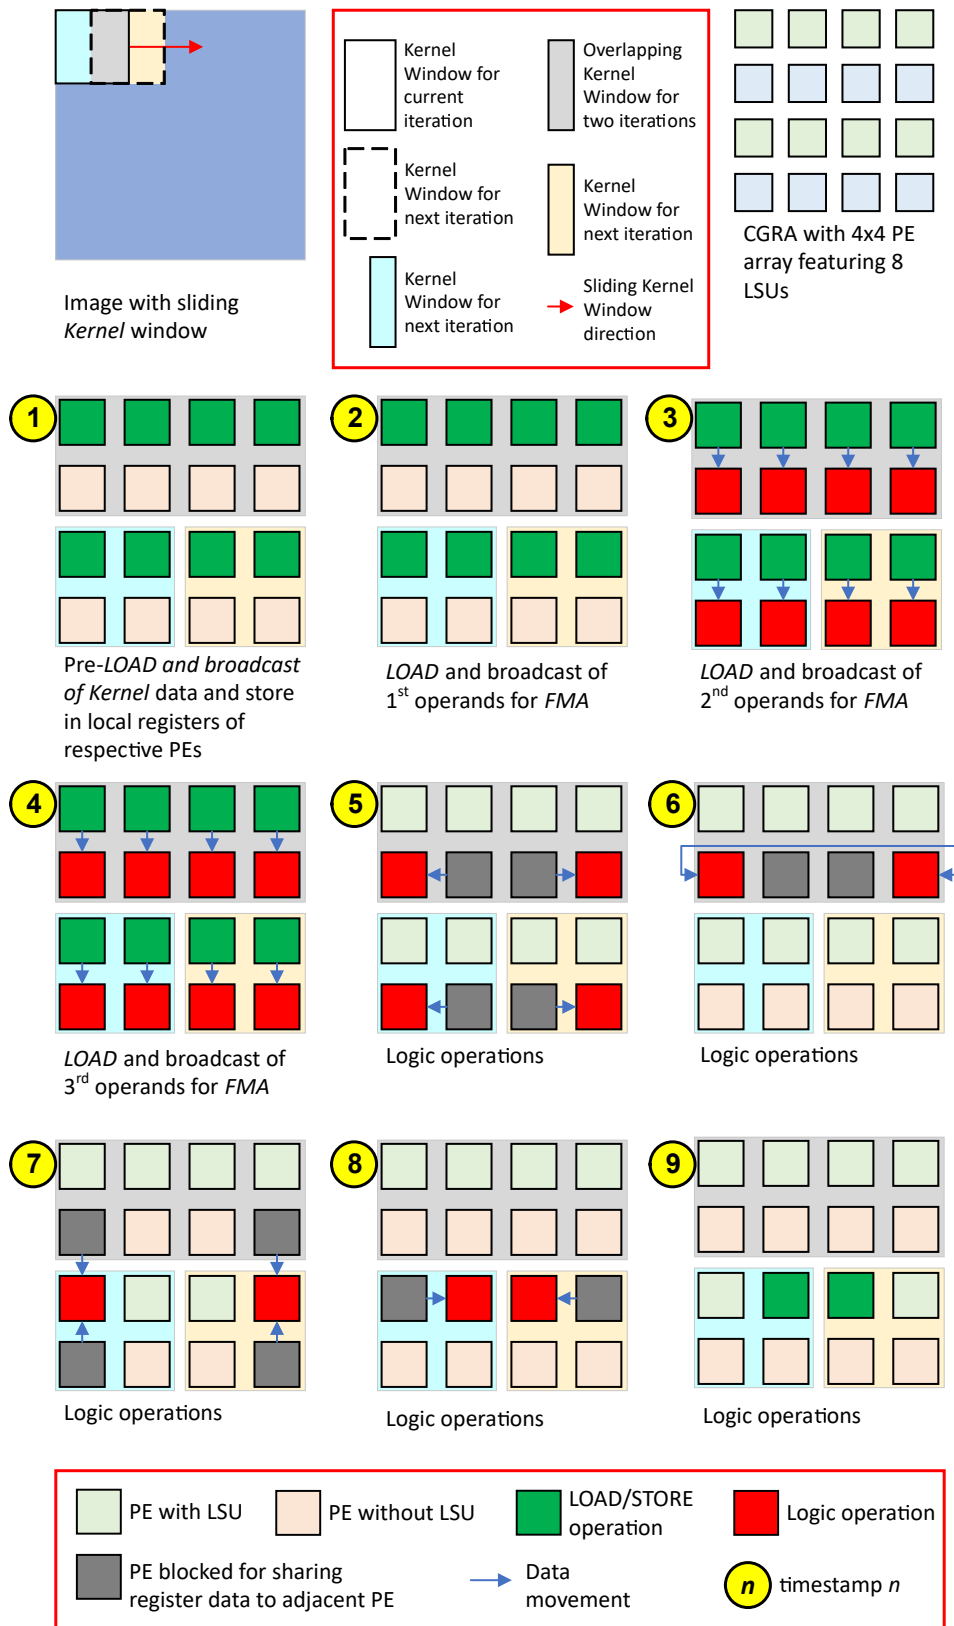 Kernel
Window for
current
iteration
Overlapping
Kernel
Window for
two iterations
Kernel
Window for
next iteration
Kernel
Window for
next iteration
Kernel
Window for
next iteration
Sliding Kernel
Window
direction
Image with sliding
Kernel window
CGRA with 4x4 PE
array featuring 8
LSUs
1
Pre-LOAD and broadcast
of Kernel data and store
in local registers of
respective PEs
2
LOAD and broadcast of
1st operands for FMA
3
LOAD and broadcast of
2nd operands for FMA
4
LOAD and broadcast of
3rd operands for FMA
5
Logic operations
6
Logic operations
7
Logic operations
8
Logic operations
9
Logic operations
PE with LSU
PE without LSU
LOAD/STORE
operation
Logic operation
PE blocked for sharing
register data to adjacent PE
Data
movement
n
timestamp n